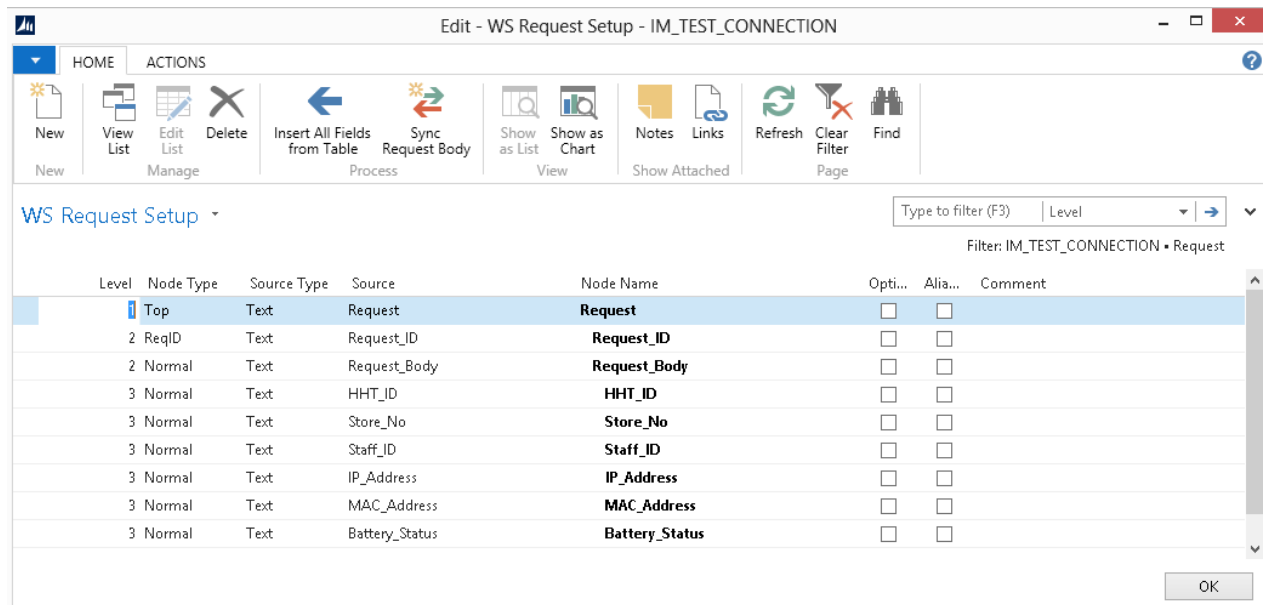 Edit - WS Request Setup - IM_TEST_CONNECTION
HOME ACTIONS
New View List Edit List Delete Insert All Fields from Table Sync Request Body Show as List Show as Chart Notes Links Refresh Clear Filter Find
New Manage Process View Show Attached Page
WS Request Setup Type to filter (F3) Level
Filter: IM_TEST_CONNECTION • Request
Level Node Type Source Type Source Node Name Opti... Alia... Comment
1 Top Text Request Request
2 ReqID Text Request_ID Request_ID
2 Normal Text Request_Body Request_Body
3 Normal Text HHT_ID HHT_ID
3 Normal Text Store_No Store_No
3 Normal Text Staff_ID Staff_ID
3 Normal Text IP_Address IP_Address
3 Normal Text MAC_Address MAC_Address
3 Normal Text Battery_Status Battery_Status
OK